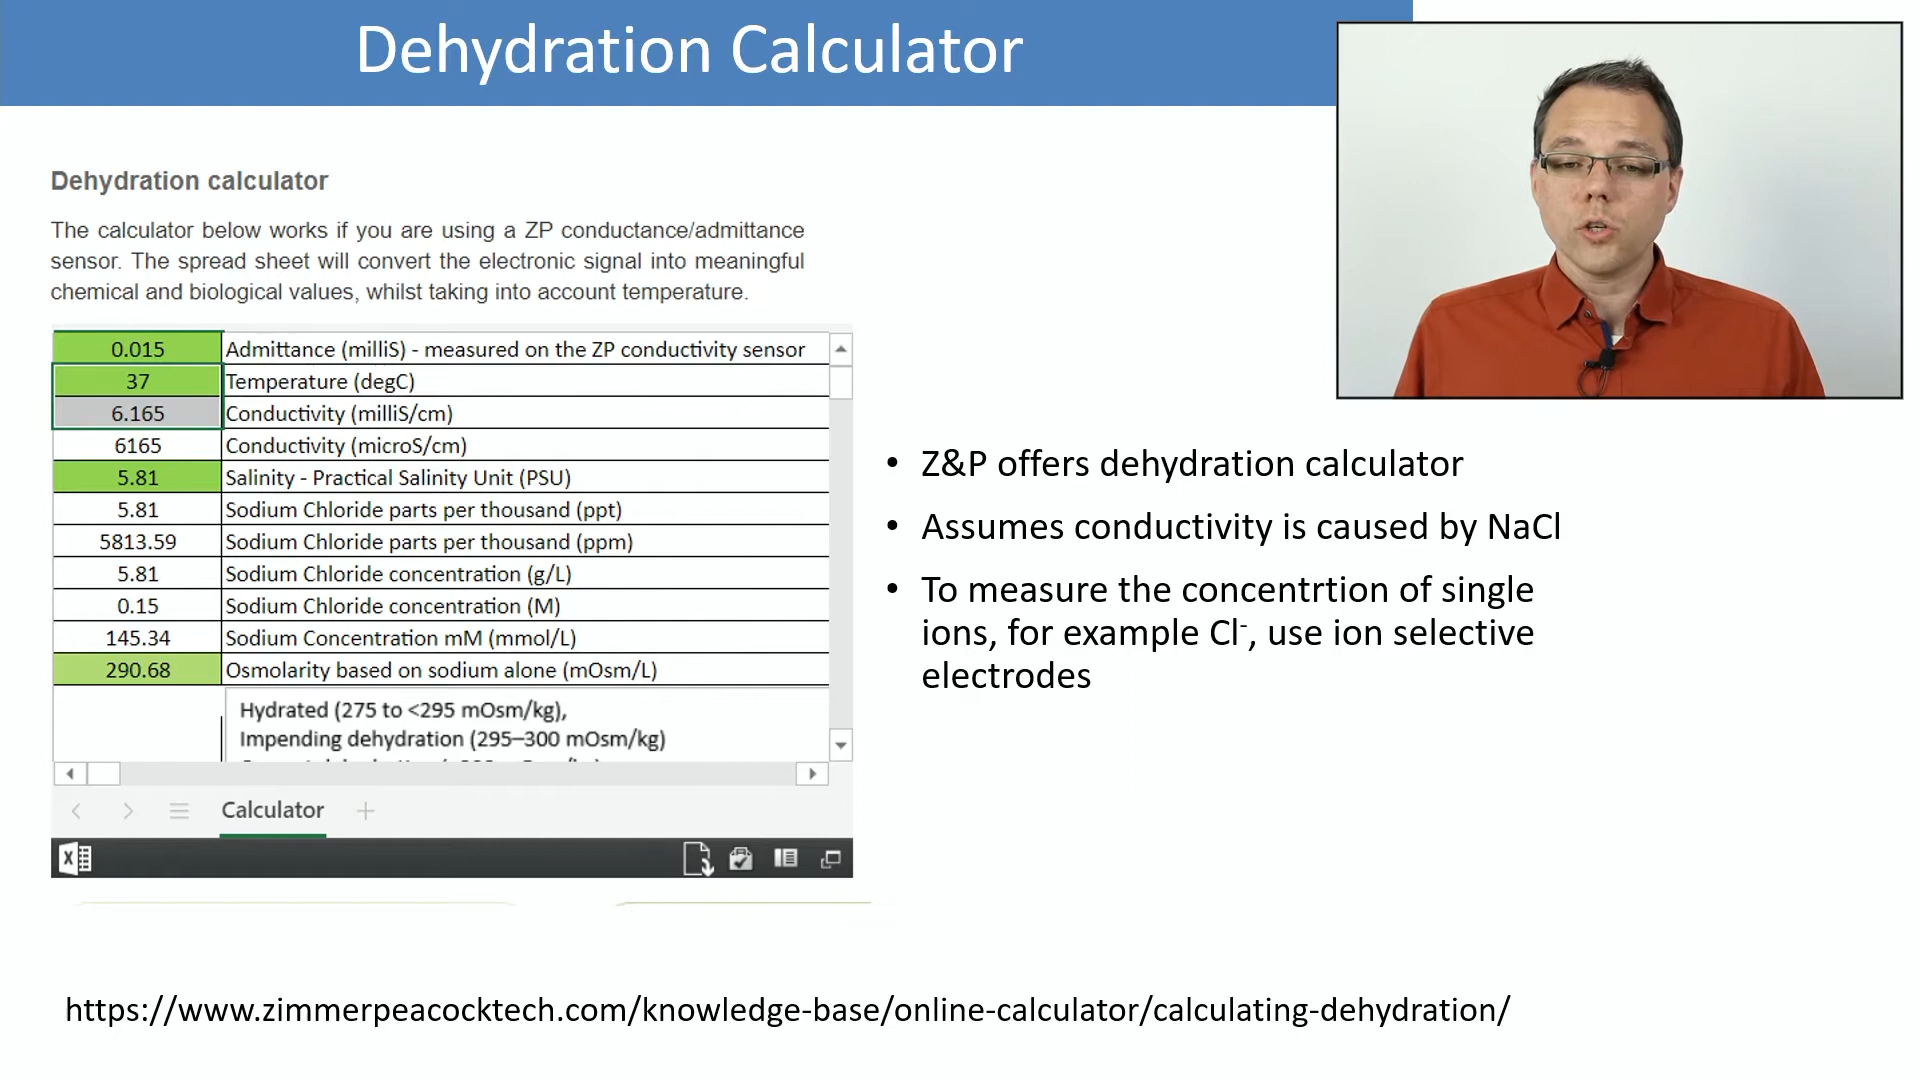 Dehydration Calculator
Dehydration calculator
The calculator below works if you are using a ZP conductance/admittance
sensor. The spread sheet will convert the electronic signal into meaningful
chemical and biological values, whilst taking into account temperature.
0.015 Admittance (milliS) - measured on the ZP conductivity sensor
37 Temperature (degC)
6.165 Conductivity (milliS/cm)
6165 Conductivity (microS/cm)
5.81 Salinity - Practical Salinity Unit (PSU)
5.81 Sodium Chloride parts per thousand (ppt)
5813.59 Sodium Chloride parts per thousand (ppm)
5.81 Sodium Chloride concentration (g/L)
0.15 Sodium Chloride concentration (M)
145.34 Sodium Concentration mM (mmol/L)
290.68 Osmolarity based on sodium alone (mOsm/L)
Hydrated (275 to <295 mOsm/kg),
Impending dehydration (295–300 mOsm/kg)
Calculator
• Z&P offers dehydration calculator
• Assumes conductivity is caused by NaCl
• To measure the concentrtion of single
ions, for example Cl⁻, use ion selective
electrodes
https://www.zimmerpeacocktech.com/knowledge-base/online-calculator/calculating-dehydration/